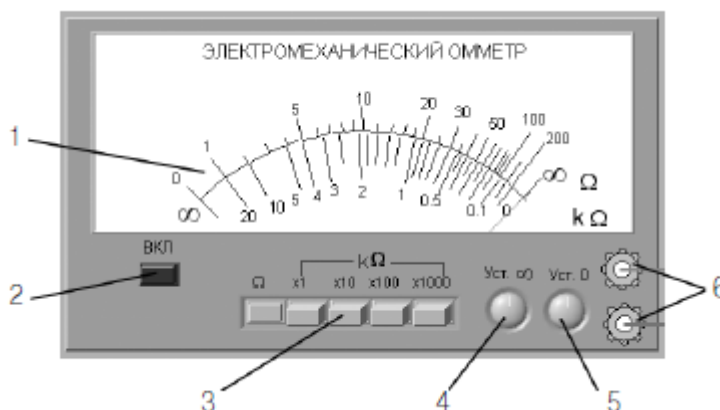 ЭЛЕКТРОМЕХАНИЧЕСКИЙ ОММЕТР
0 1 5 10 20 30 50 100 200 ∞ Ω
∞ 20 10 5 4 3 2 1 0.5 0.1 0 kΩ
1
ВКЛ
2
kΩ
Ω x1 x10 x100 x1000
Уст. ∞ Уст. 0
6
3 4 5